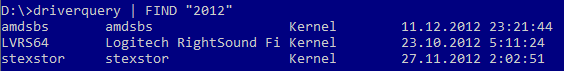 D:\>driverquery | FIND "2012"
amdsbs       amdsbs                 Kernel        11.12.2012 23:21:44
LVRS64       Logitech RightSound Fi Kernel        23.10.2012 5:11:24
stexstor     stexstor               Kernel        27.11.2012 2:02:51